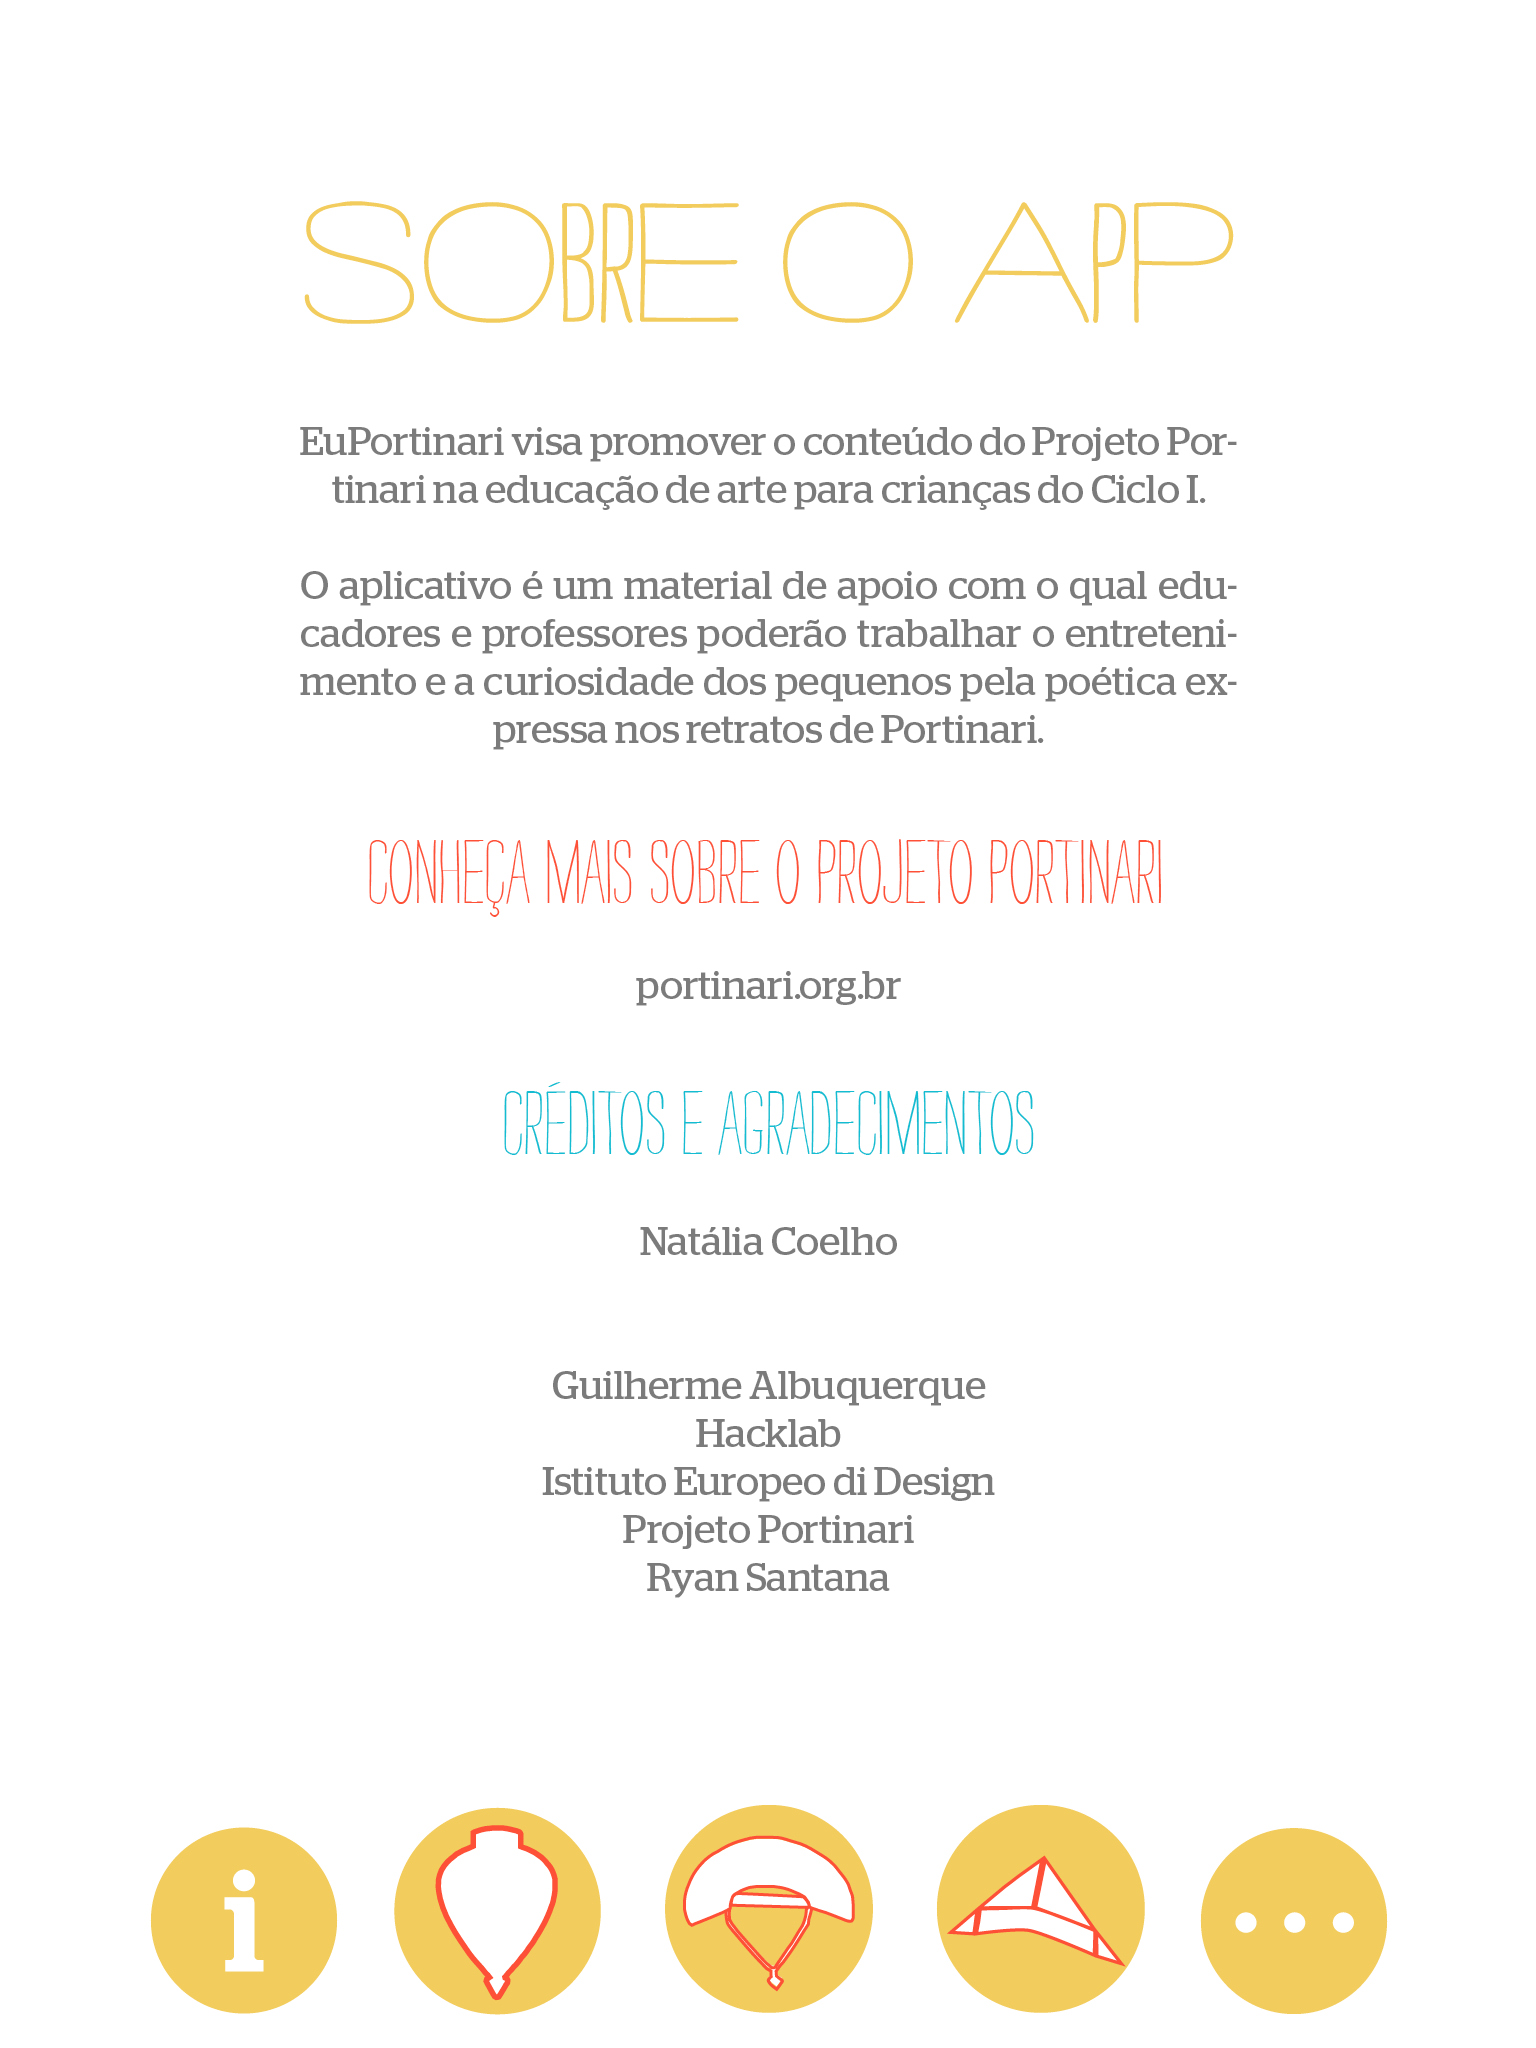 SOBRE O APP
EuPortinari visa promover o conteúdo do Projeto Por-
tinari na educação de arte para crianças do Ciclo I.
O aplicativo é um material de apoio com o qual edu-
cadores e professores poderão trabalhar o entreteni-
mento e a curiosidade dos pequenos pela poética ex-
pressa nos retratos de Portinari.
CONHEÇA MAIS SOBRE O PROJETO PORTINARI
portinari.org.br
CRÉDITOS E AGRADECIMENTOS
Natália Coelho
Guilherme Albuquerque
Hacklab
Istituto Europeo di Design
Projeto Portinari
Ryan Santana
i